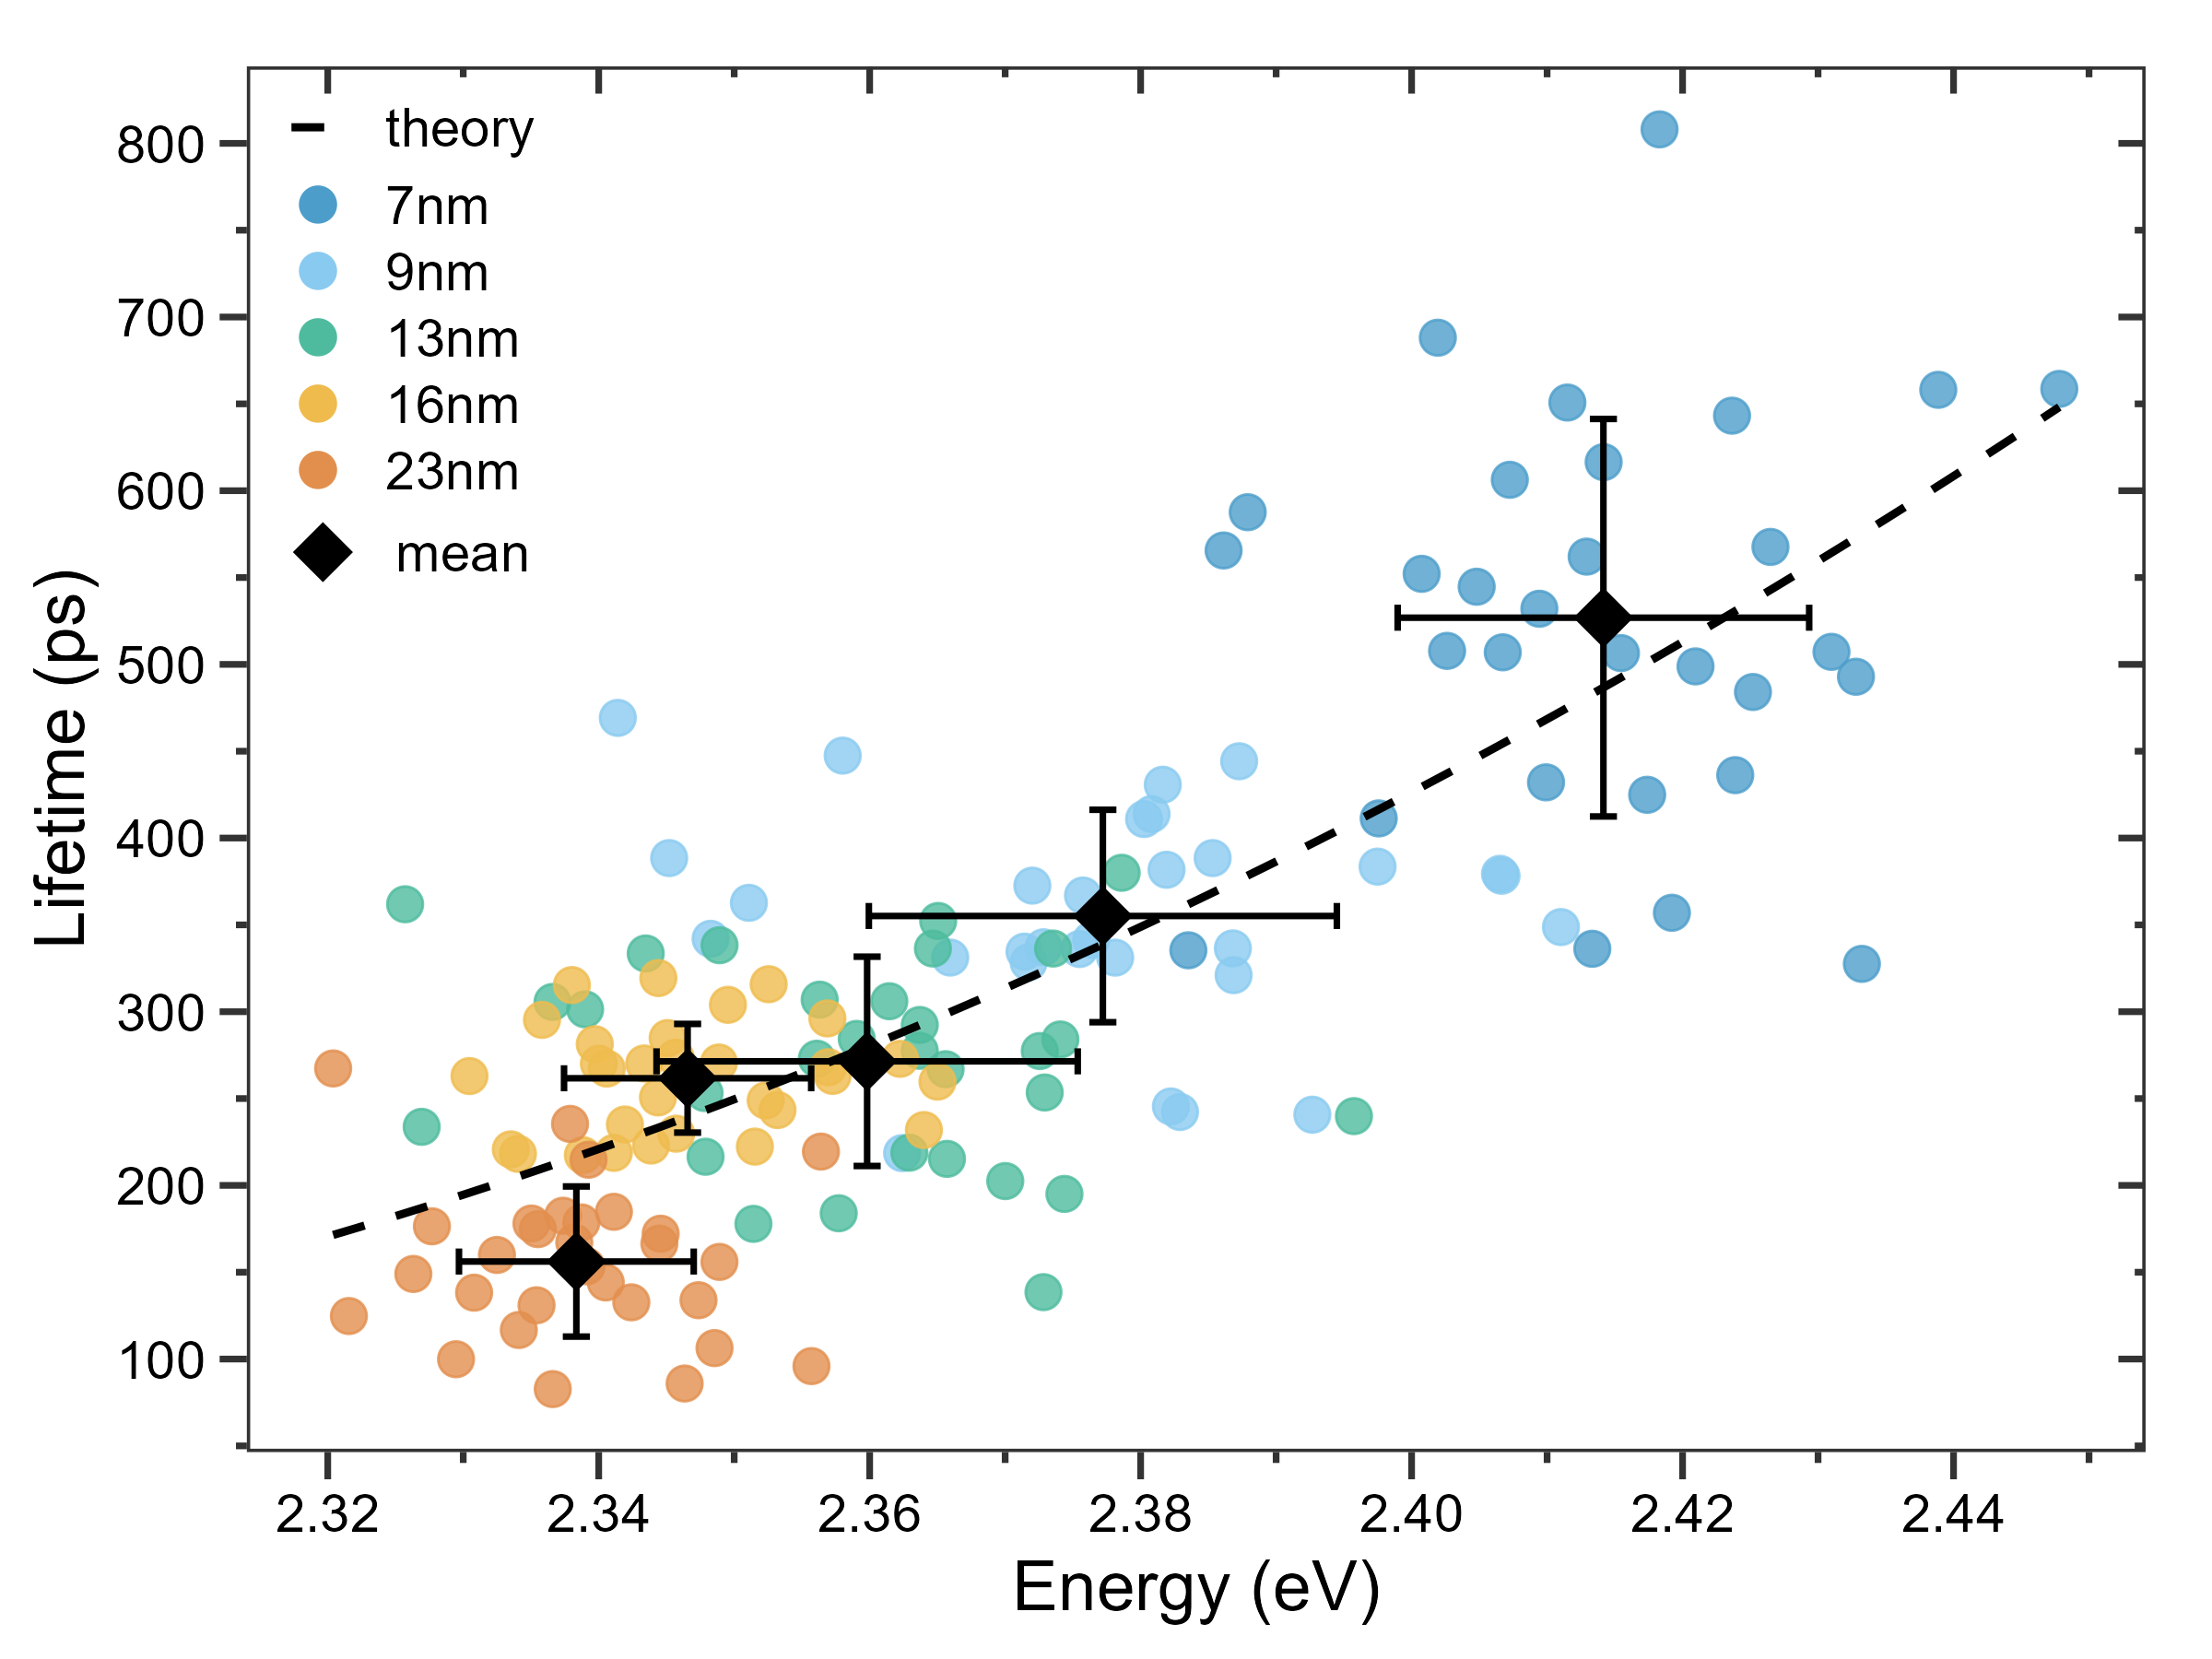 theory
7nm
9nm
13nm
16nm
23nm
mean
800
700
600
500
400
300
200
100
Lifetime (ps)
2.32 2.34 2.36 2.38 2.40 2.42 2.44
Energy (eV)